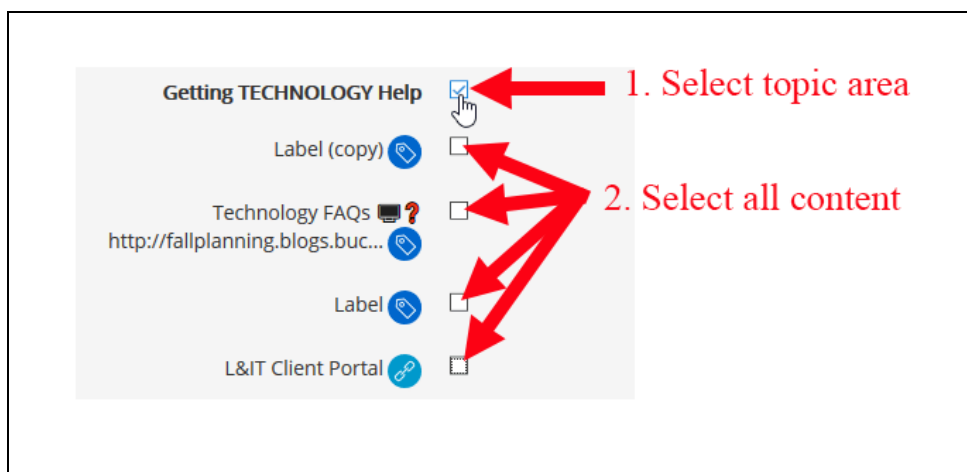 Getting TECHNOLOGY Help
1. Select topic area
Label (copy)
2. Select all content
Technology FAQs 🖥️❓
http://fallplanning.blogs.buc...
Label
L&IT Client Portal